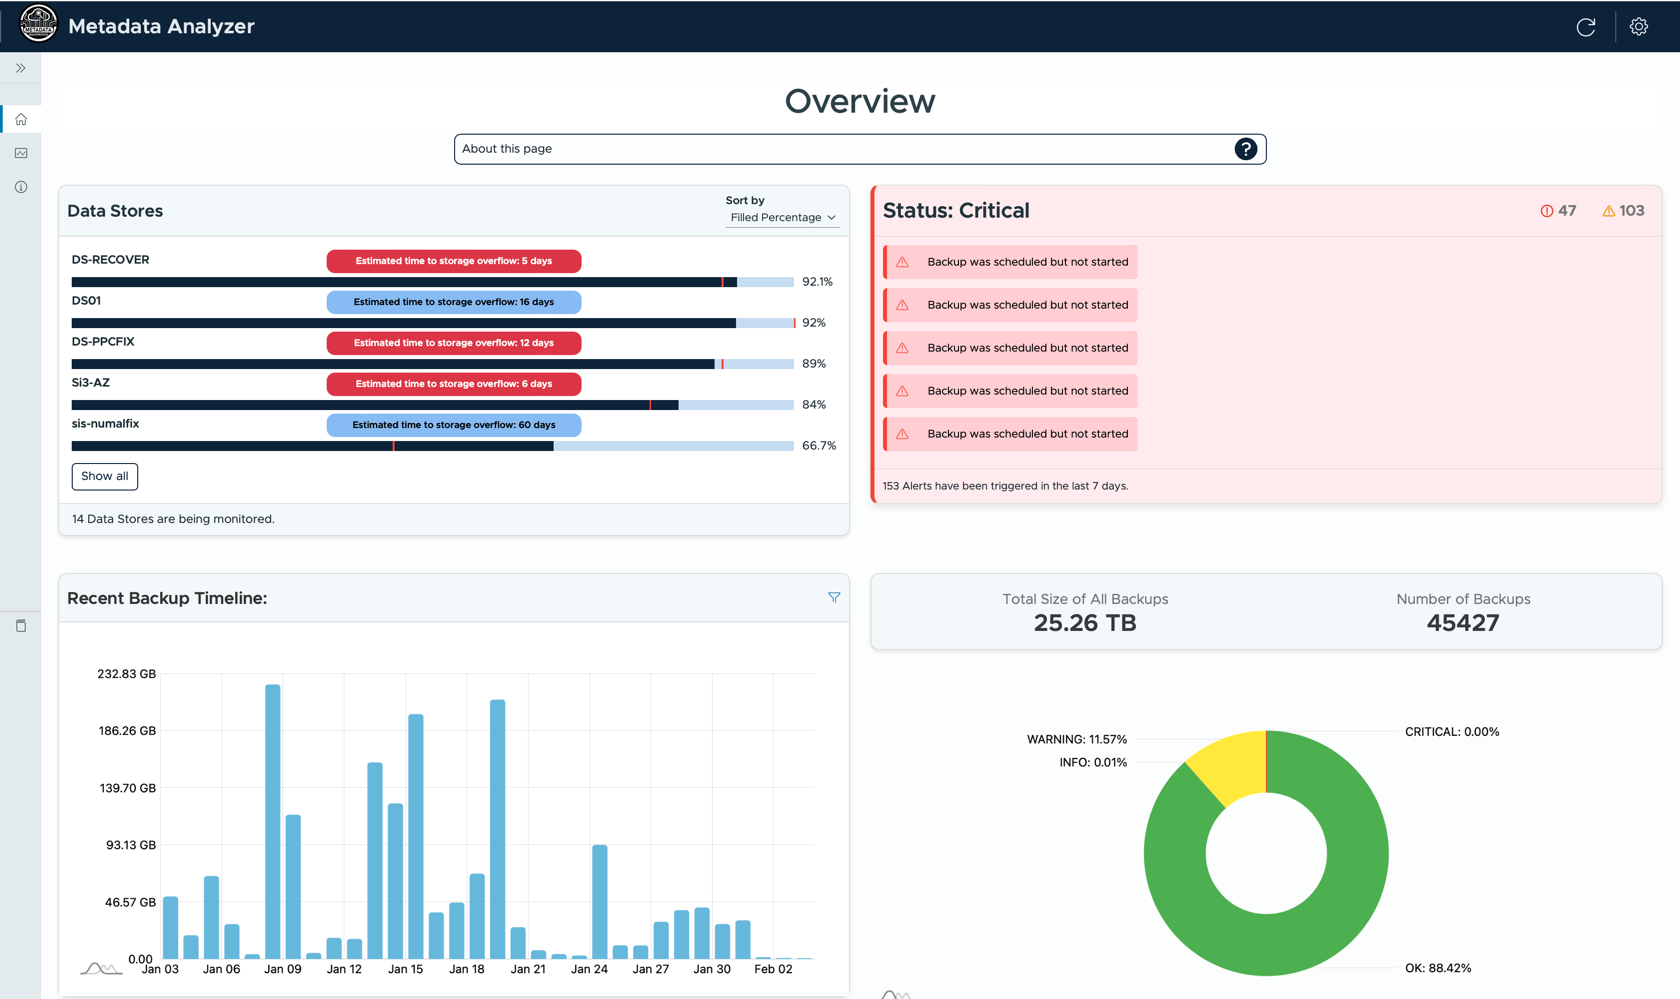 METADATA
Metadata Analyzer
Overview
About this page
?
Data Stores
Sort by
Filled Percentage
DS-RECOVER
Estimated time to storage overflow: 5 days
92.1%
DS01
Estimated time to storage overflow: 16 days
92%
DS-PPCFIX
Estimated time to storage overflow: 12 days
89%
Si3-AZ
Estimated time to storage overflow: 6 days
84%
sis-numalfix
Estimated time to storage overflow: 60 days
66.7%
Show all
14 Data Stores are being monitored.
Status: Critical
47
103
Backup was scheduled but not started
Backup was scheduled but not started
Backup was scheduled but not started
Backup was scheduled but not started
Backup was scheduled but not started
153 Alerts have been triggered in the last 7 days.
Recent Backup Timeline:
232.83 GB
186.26 GB
139.70 GB
93.13 GB
46.57 GB
0.00
Jan 03
Jan 06
Jan 09
Jan 12
Jan 15
Jan 18
Jan 21
Jan 24
Jan 27
Jan 30
Feb 02
Total Size of All Backups
25.26 TB
Number of Backups
45427
WARNING: 11.57%
INFO: 0.01%
CRITICAL: 0.00%
OK: 88.42%